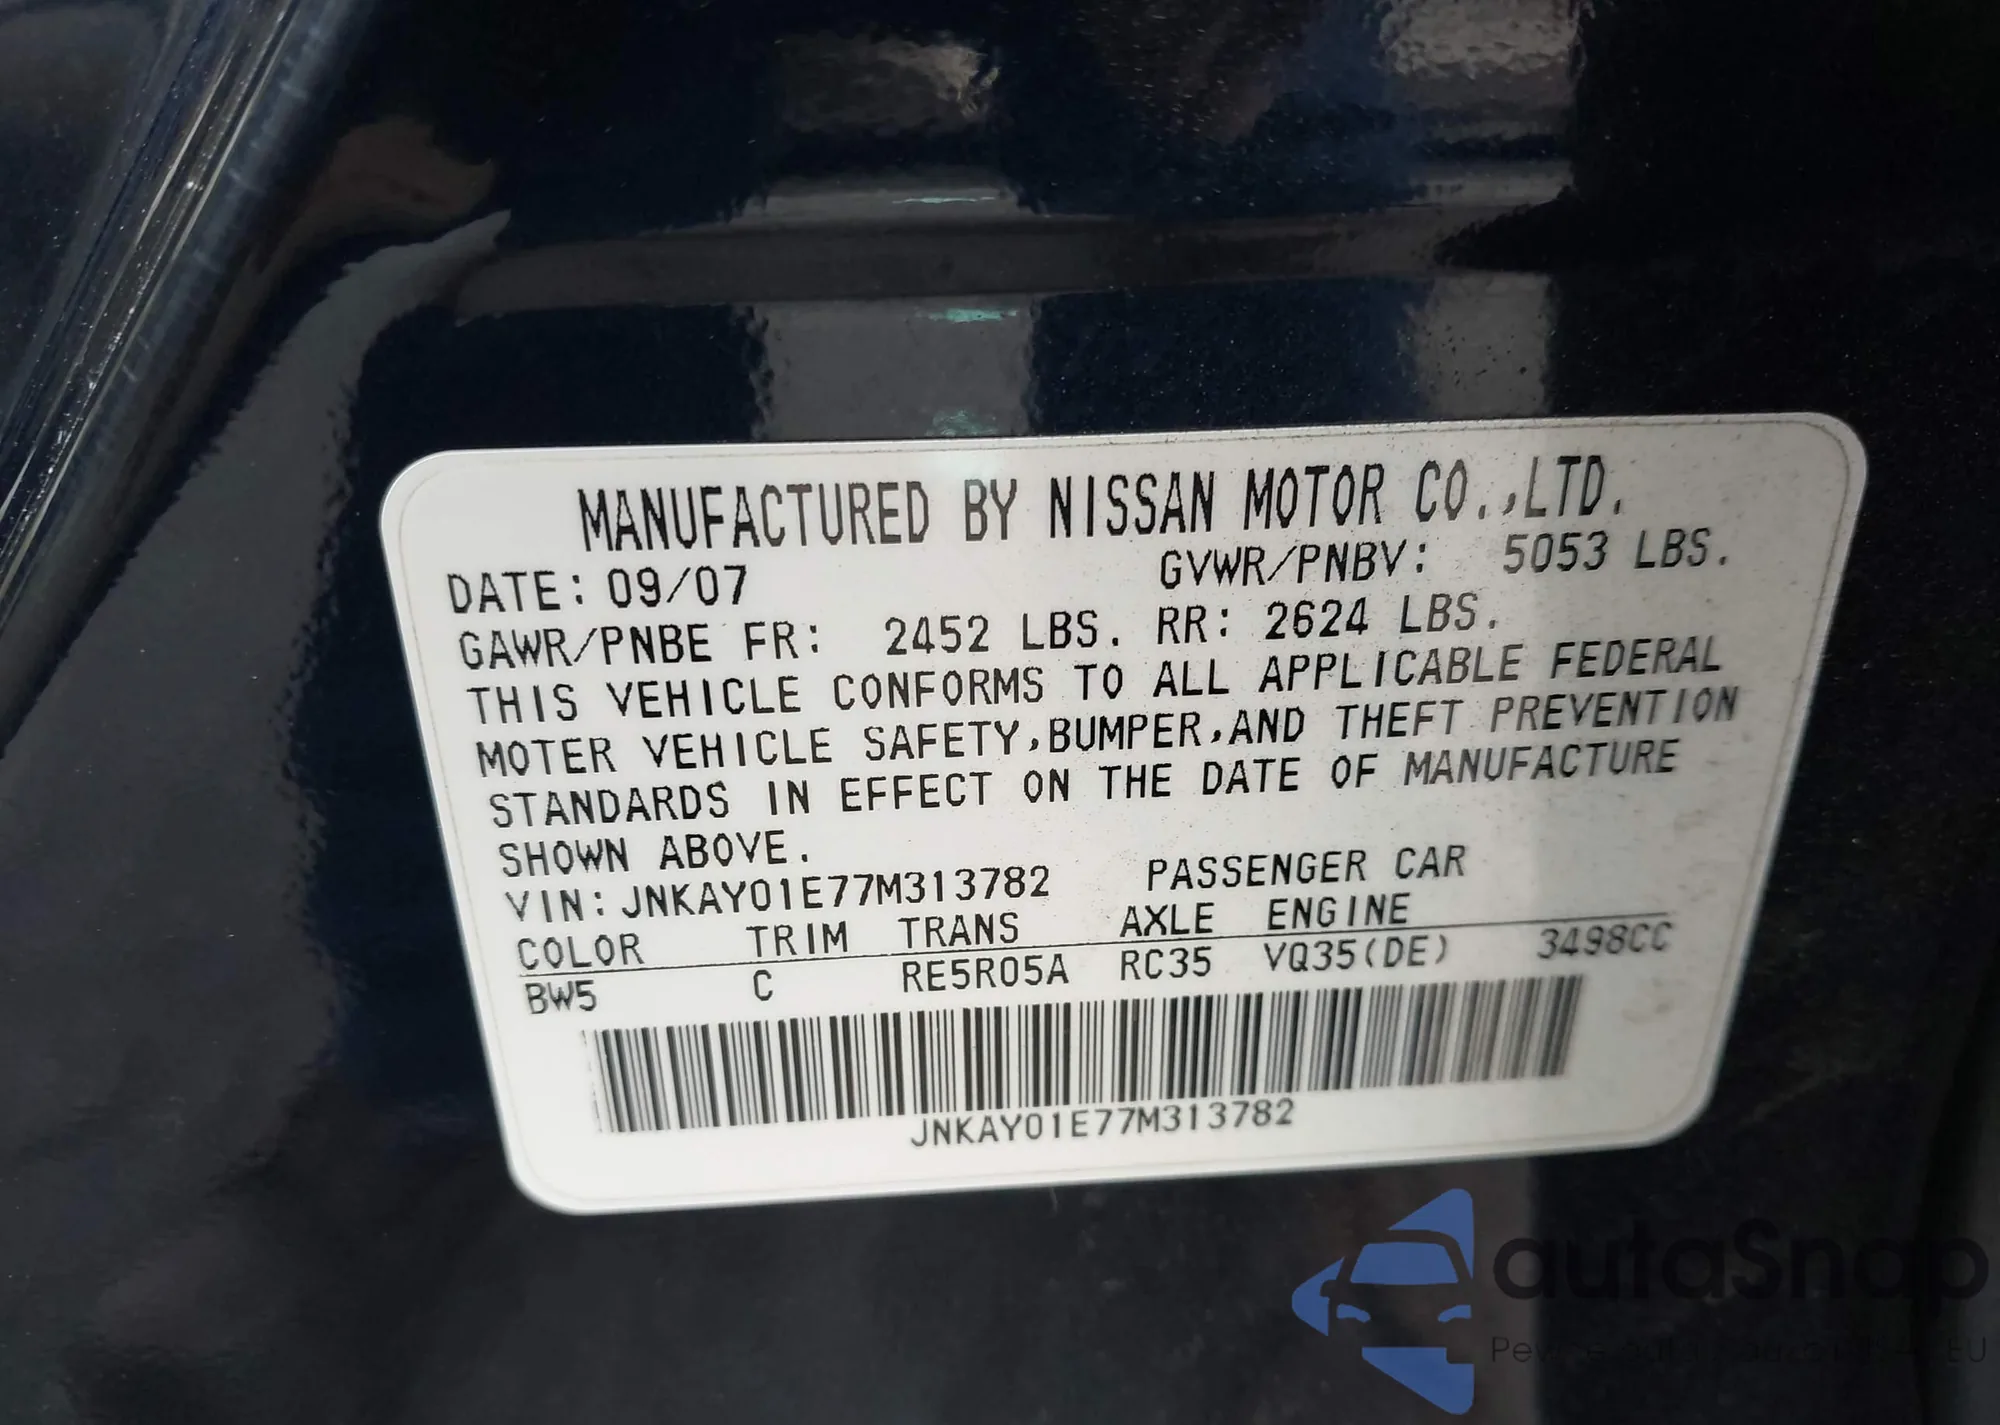 MANUFACTURED BY NISSAN MOTOR CO.,LTD.
DATE: 09/07 GVWR/PNBV: 5053 LBS.
GAWR/PNBE FR: 2452 LBS. RR: 2624 LBS.
THIS VEHICLE CONFORMS TO ALL APPLICABLE FEDERAL
MOTER VEHICLE SAFETY,BUMPER,AND THEFT PREVENTION
STANDARDS IN EFFECT ON THE DATE OF MANUFACTURE
SHOWN ABOVE.
VIN:JNKAY01E77M313782 PASSENGER CAR
COLOR TRIM TRANS AXLE ENGINE
BW5 C RE5R05A RC35 VQ35(DE) 3498CC
JNKAY01E77M313782
autaSnap
EU